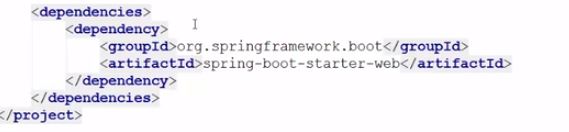 <dependencies>
<dependency>
<groupId>org.springframework.boot</groupId>
<artifactId>spring-boot-starter-web</artifactId>
</dependency>
</dependencies>
</project>